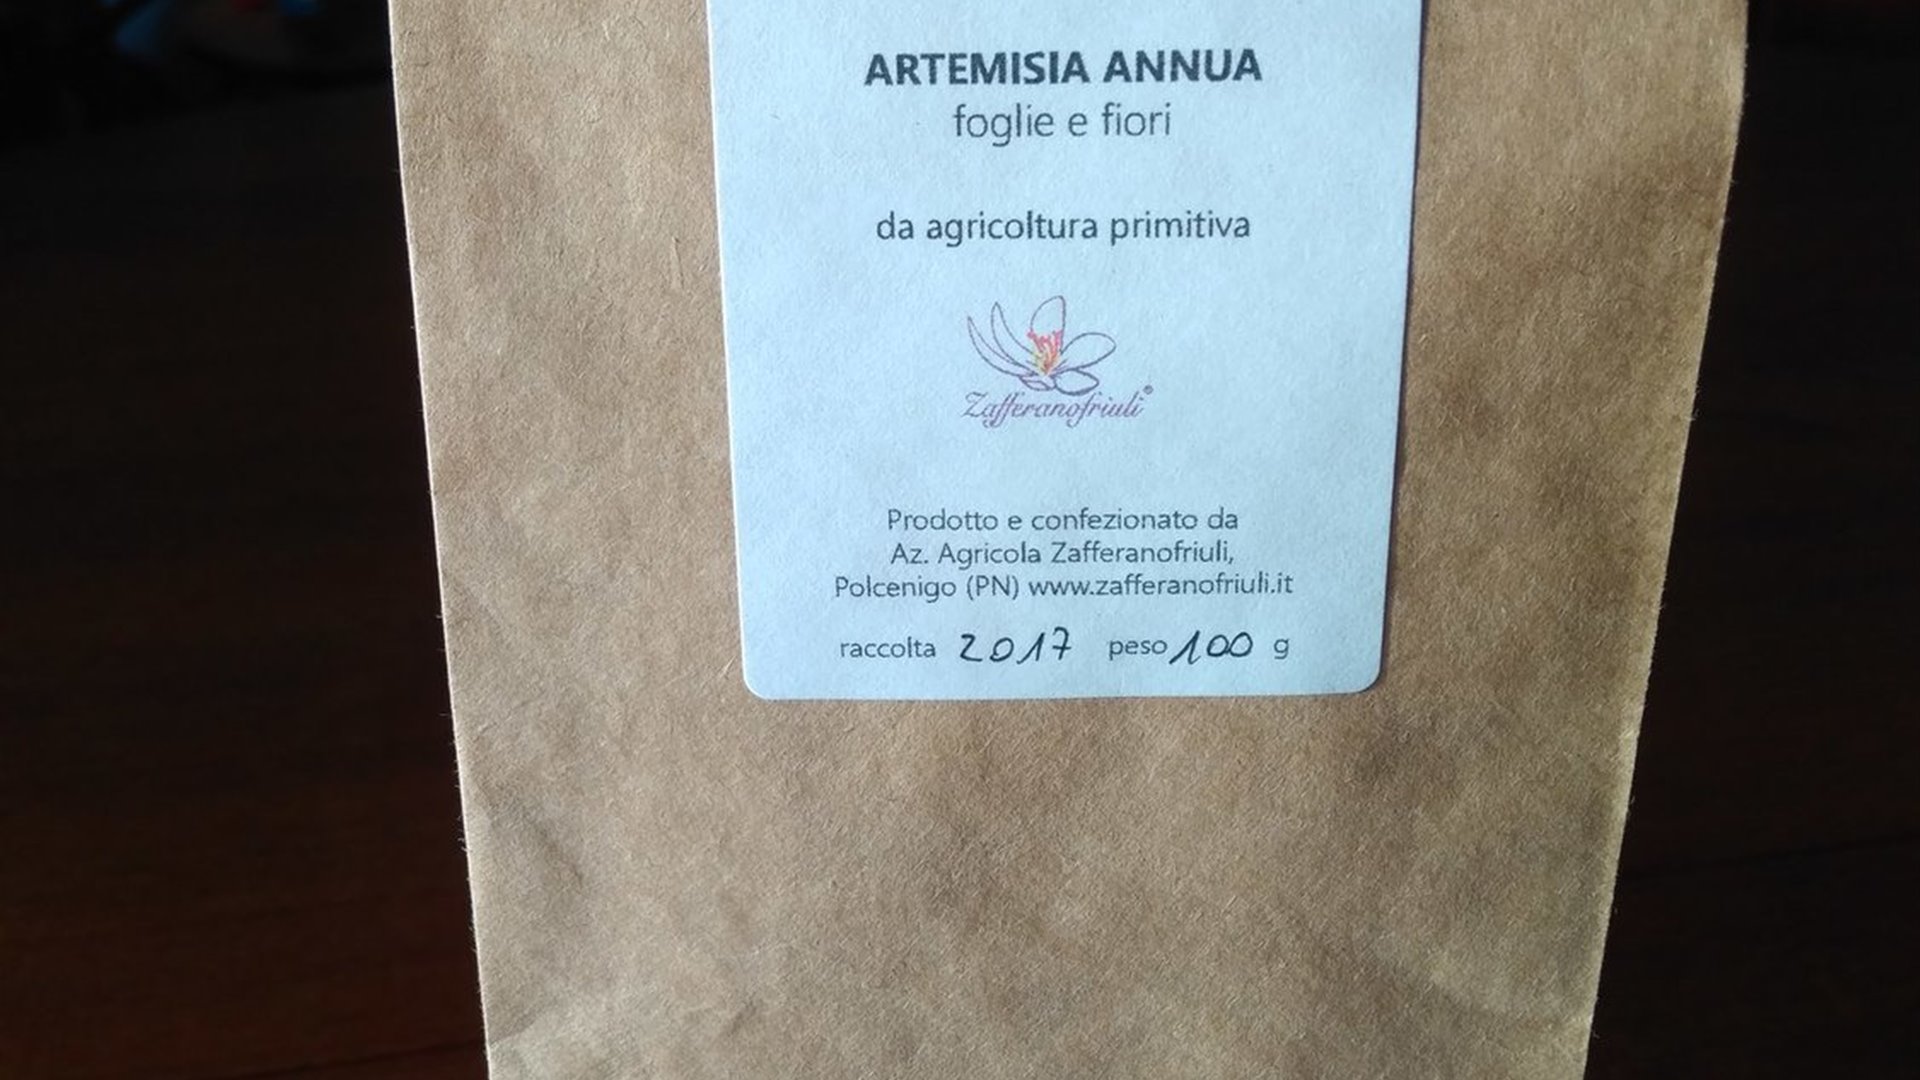 ARTEMISIA ANNUA
foglie e fiori
da agricoltura primitiva
Zafferanofriuli®
Prodotto e confezionato da
Az. Agricola Zafferanofriuli,
Polcenigo (PN) www.zafferanofriuli.it
raccolta 2017 peso 100 g